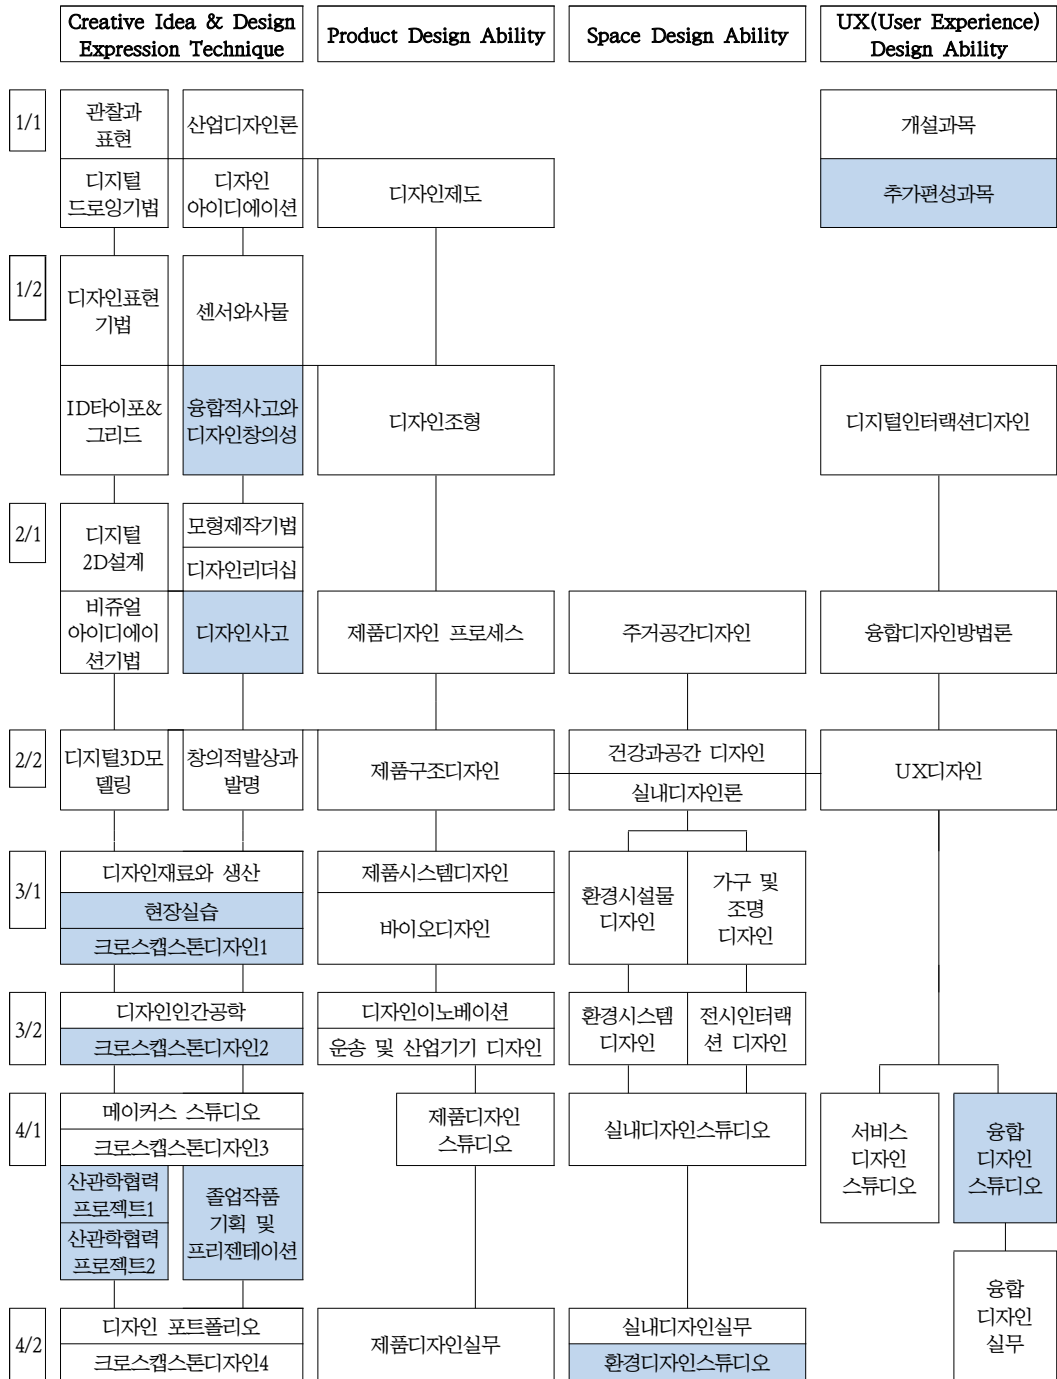 Creative Idea & Design
Expression Technique
Product Design Ability
Space Design Ability
UX(User Experience)
Design Ability
1/1
관찰과
표현
산업디자인론
개설과목
디지털
드로잉기법
디자인
아이디에이션
디자인제도
추가편성과목
1/2
디자인표현
기법
센서와사물
ID타이포&
그리드
융합적사고와
디자인창의성
디자인조형
디지털인터랙션디자인
2/1
디지털
2D설계
모형제작기법
디자인리더십
비쥬얼
아이디에이
션기법
디자인사고
제품디자인 프로세스
주거공간디자인
융합디자인방법론
2/2
디지털3D모
델링
창의적발상과
발명
제품구조디자인
건강과공간 디자인
실내디자인론
UX디자인
3/1
디자인재료와 생산
현장실습
크로스캡스톤디자인1
제품시스템디자인
바이오디자인
환경시설물
디자인
가구 및
조명
디자인
3/2
디자인인간공학
크로스캡스톤디자인2
디자인이노베이션
운송 및 산업기기 디자인
환경시스템
디자인
전시인터랙
션 디자인
4/1
메이커스 스튜디오
크로스캡스톤디자인3
산관학협력
프로젝트1
산관학협력
프로젝트2
졸업작품
기획 및
프리젠테이션
제품디자인
스튜디오
실내디자인스튜디오
서비스
디자인
스튜디오
융합
디자인
스튜디오
융합
디자인
실무
4/2
디자인 포트폴리오
크로스캡스톤디자인4
제품디자인실무
실내디자인실무
환경디자인스튜디오